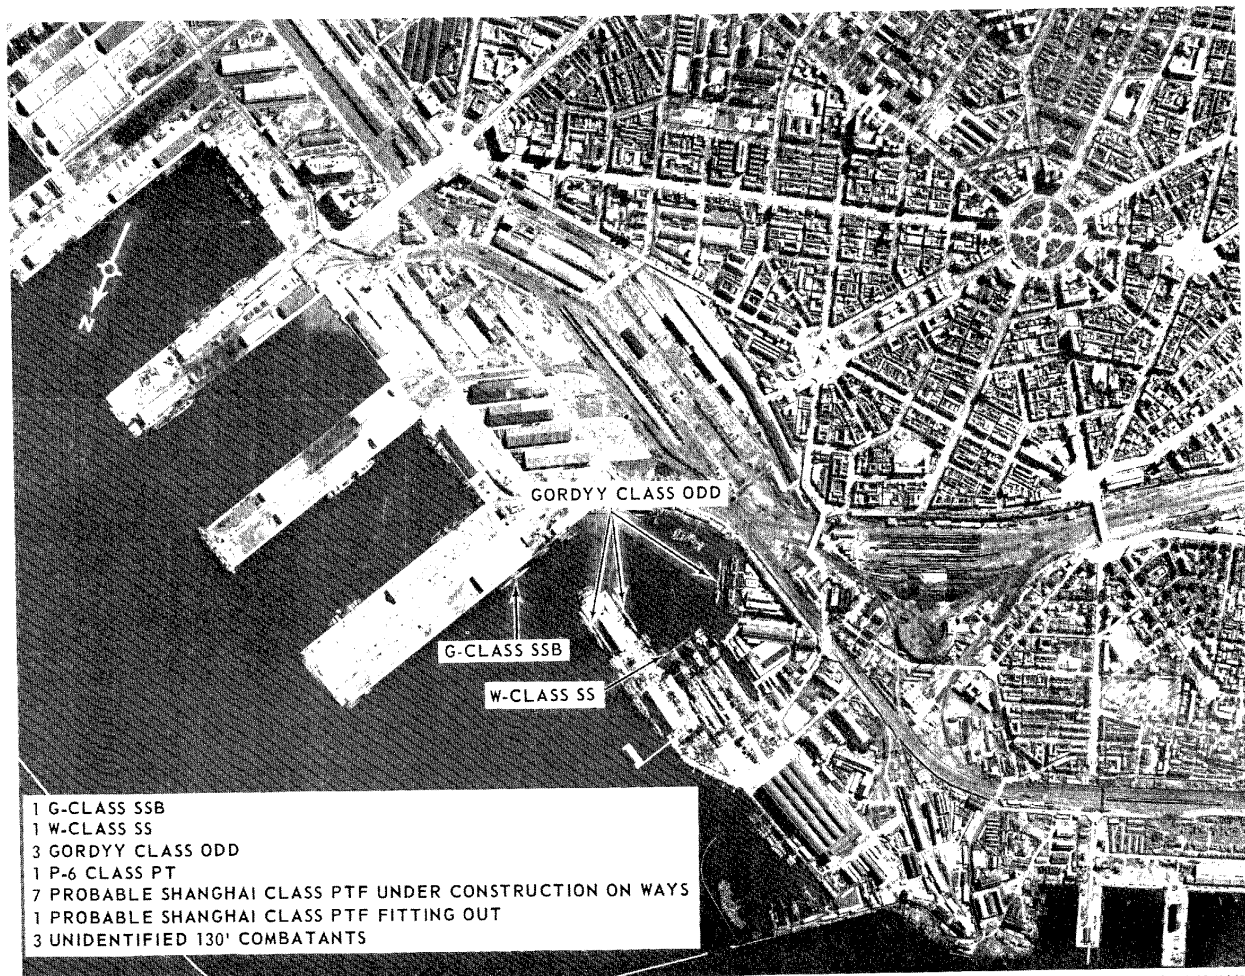 N
GORDYY CLASS ODD
G-CLASS SSB
W-CLASS SS
1
1 G-CLASS SSB
1 W-CLASS SS
3 GORDYY CLASS ODD
1 P-6 CLASS PT
7 PROBABLE SHANGHAI CLASS PTF UNDER CONSTRUCTION ON WAYS
1 PROBABLE SHANGHAI CLASS PTF FITTING OUT
3 UNIDENTIFIED 130' COMBATANTS